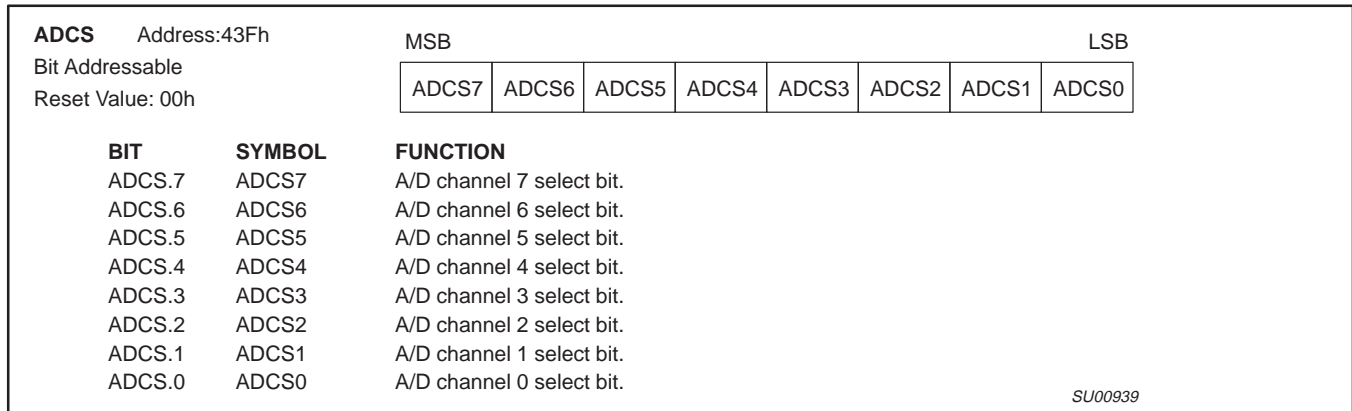 ADCS Address:43Fh
Bit Addressable
Reset Value: 00h
MSB LSB
ADCS7 ADCS6 ADCS5 ADCS4 ADCS3 ADCS2 ADCS1 ADCS0
BIT SYMBOL FUNCTION
ADCS.7 ADCS7 A/D channel 7 select bit.
ADCS.6 ADCS6 A/D channel 6 select bit.
ADCS.5 ADCS5 A/D channel 5 select bit.
ADCS.4 ADCS4 A/D channel 4 select bit.
ADCS.3 ADCS3 A/D channel 3 select bit.
ADCS.2 ADCS2 A/D channel 2 select bit.
ADCS.1 ADCS1 A/D channel 1 select bit.
ADCS.0 ADCS0 A/D channel 0 select bit.
SU00939